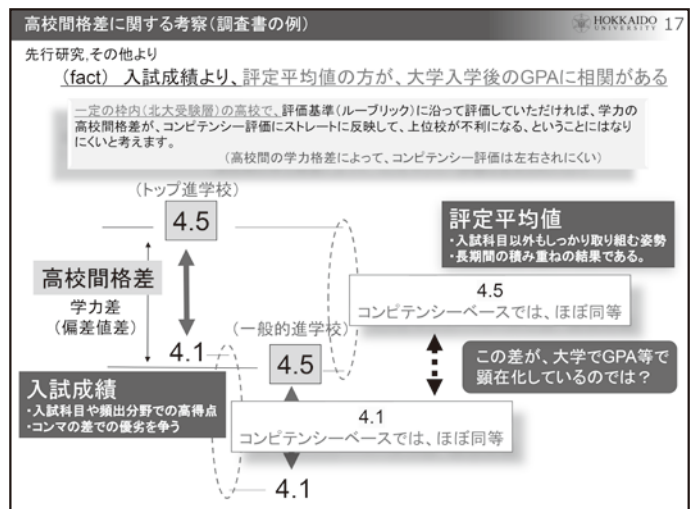 高校間格差に関する考察(調査書の例)
HOKKAIDO
UNIVERSITY
17
先行研究,その他より
(fact) 入試成績より、評定平均値の方が、大学入学後のGPAに相関がある
一定の枠内(北大受験層)の高校で、評価基準(ルーブリック)に沿って評価していただければ、学力の
高校間格差が、コンピテンシー評価にストレートに反映して、上位校が不利になる、ということにはなり
にくいと考えます。
(高校間の学力格差によって、コンピテンシー評価は左右されにくい)
(トップ進学校)
4.5
高校間格差
学力差
(偏差値差)
4.1
(一般的進学校)
4.5
4.1
評定平均値
・入試科目以外もしっかり取り組む姿勢
・長期間の積み重ねの結果である。
4.5
コンピテンシーベースでは、ほぼ同等
この差が、大学でGPA等で
顕在化しているのでは?
入試成績
・入試科目や頻出分野での高得点
・コンマの差での優劣を争う
4.1
コンピテンシーベースでは、ほぼ同等